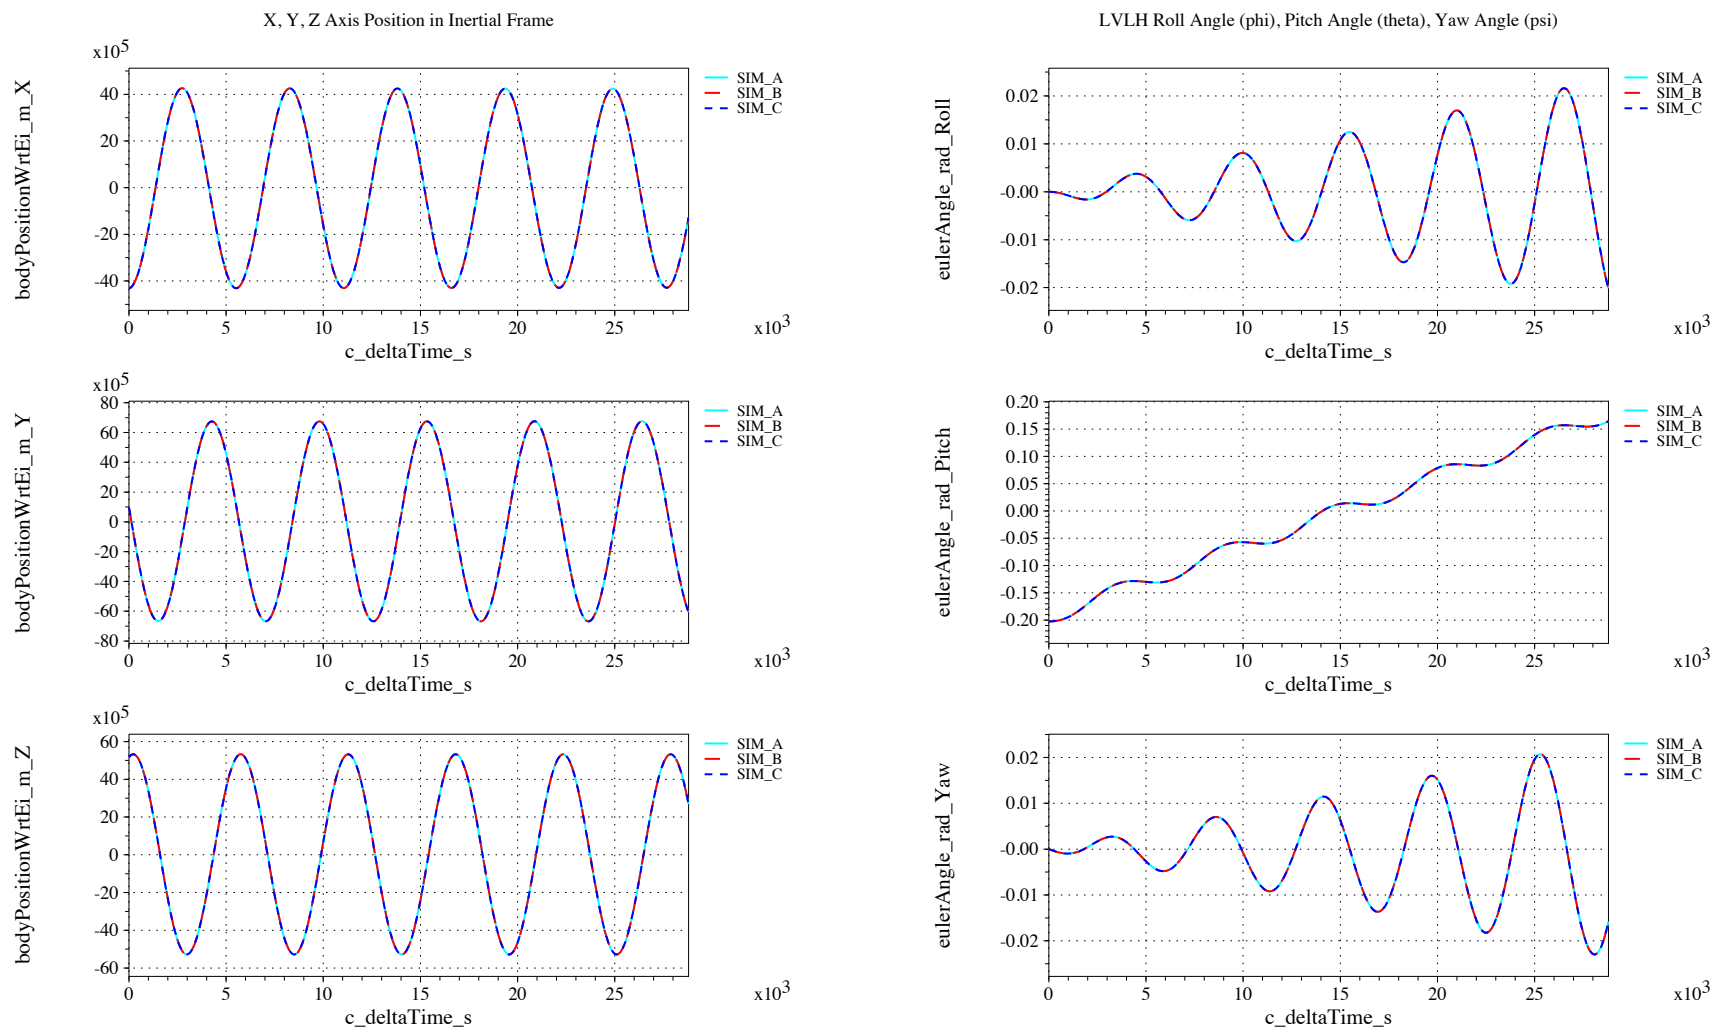 X, Y, Z Axis Position in Inertial Frame
x10^5
bodyPositionWrtEi_m_X
40
20
0
-20
-40
0 5 10 15 20 25
x10^3
c_deltaTime_s
SIM_A
SIM_B
SIM_C
x10^5
bodyPositionWrtEi_m_Y
80
60
40
20
0
-20
-40
-60
-80
0 5 10 15 20 25
x10^3
c_deltaTime_s
SIM_A
SIM_B
SIM_C
x10^5
bodyPositionWrtEi_m_Z
60
40
20
0
-20
-40
-60
0 5 10 15 20 25
x10^3
c_deltaTime_s
SIM_A
SIM_B
SIM_C
LVLH Roll Angle (phi), Pitch Angle (theta), Yaw Angle (psi)
eulerAngle_rad_Roll
0.02
0.01
-0.00
-0.01
-0.02
0 5 10 15 20 25
x10^3
c_deltaTime_s
SIM_A
SIM_B
SIM_C
eulerAngle_rad_Pitch
0.20
0.15
0.10
0.05
0.00
-0.05
-0.10
-0.15
-0.20
0 5 10 15 20 25
x10^3
c_deltaTime_s
SIM_A
SIM_B
SIM_C
eulerAngle_rad_Yaw
0.02
0.01
-0.00
-0.01
-0.02
0 5 10 15 20 25
x10^3
c_deltaTime_s
SIM_A
SIM_B
SIM_C